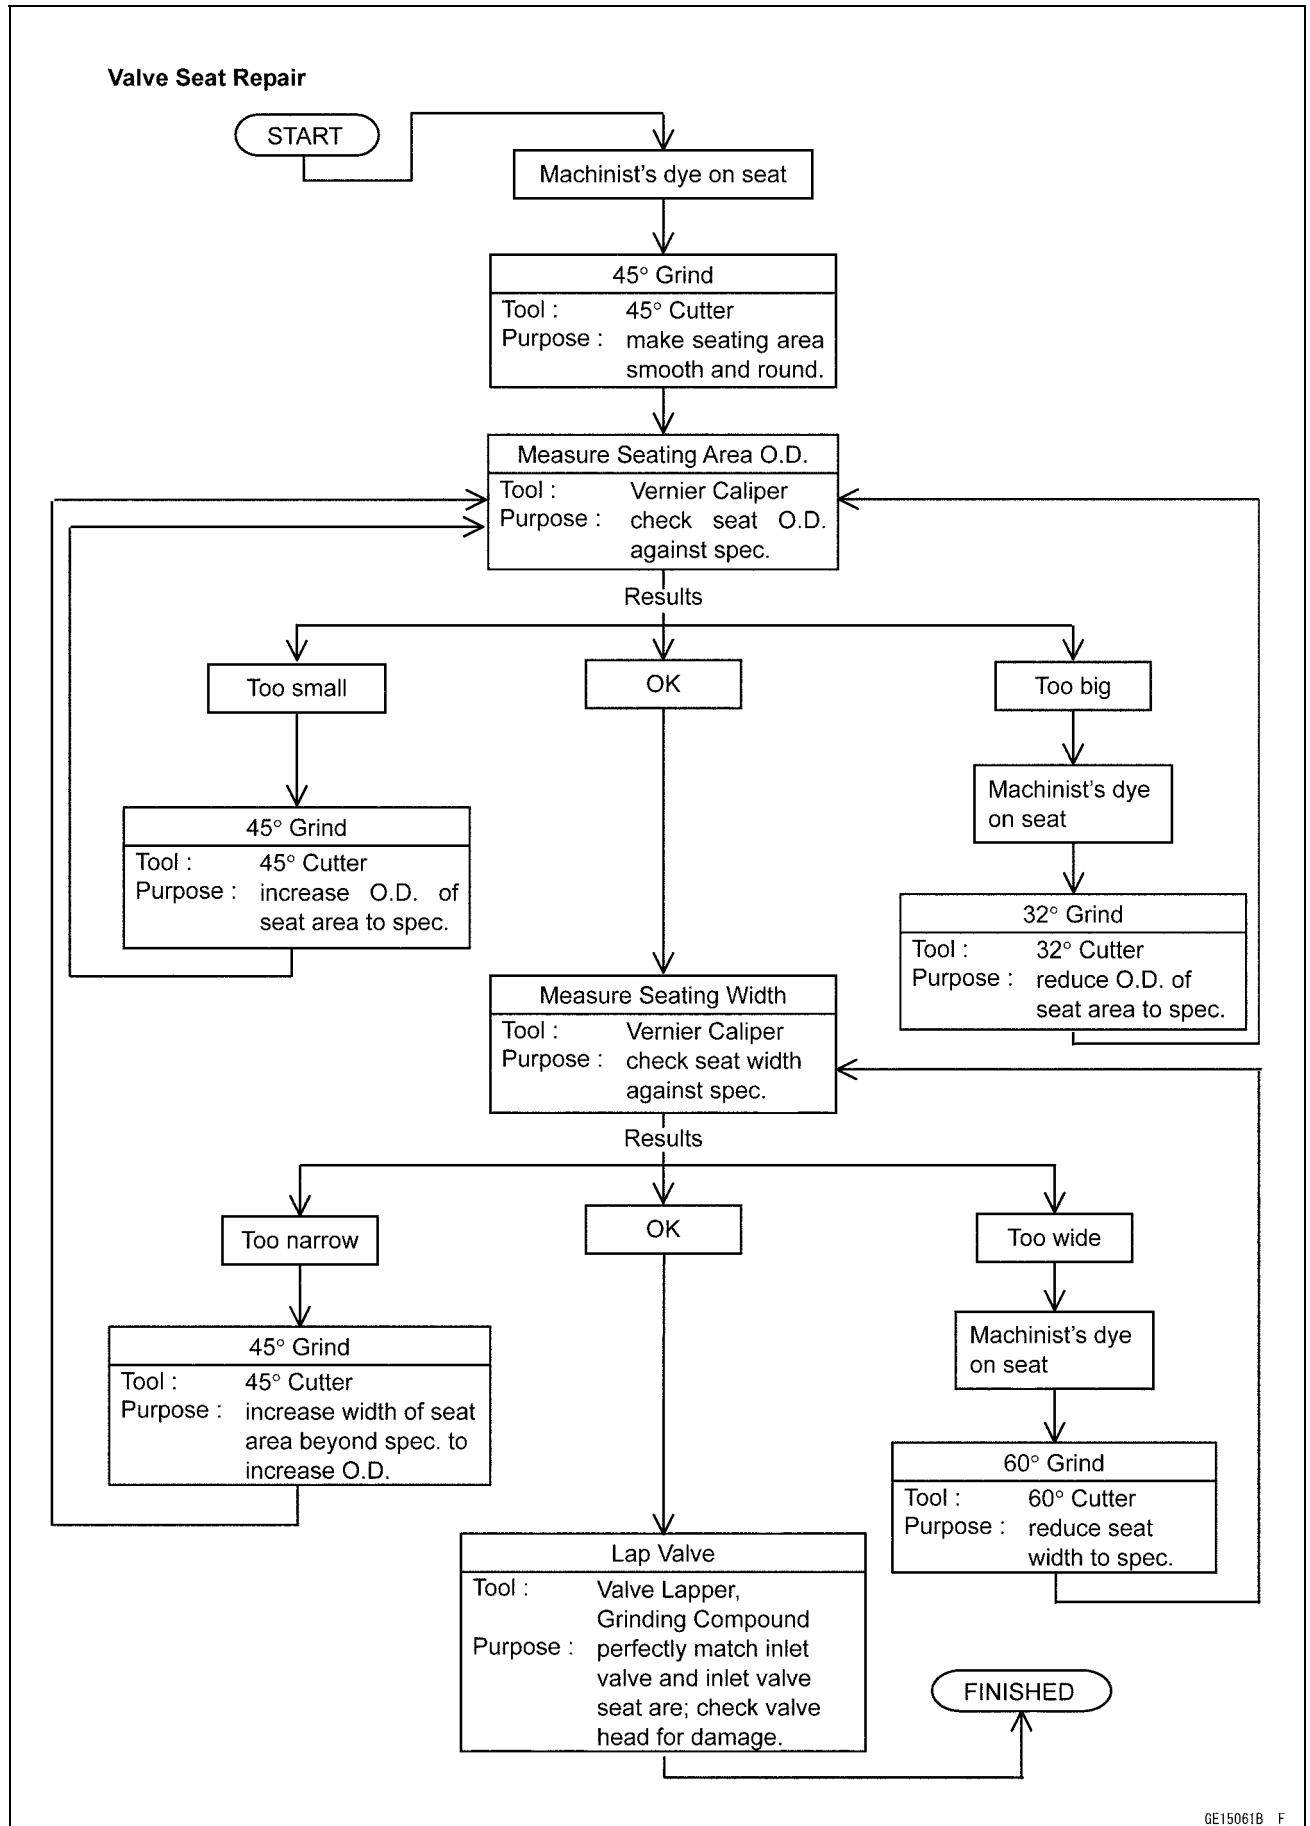 Valve Seat Repair
START
Machinist's dye on seat
45° Grind
Tool : 45° Cutter
Purpose : make seating area
smooth and round.
Measure Seating Area O.D.
Tool : Vernier Caliper
Purpose : check seat O.D.
against spec.
Results
Too small
OK
Too big
Machinist's dye
on seat
45° Grind
Tool : 45° Cutter
Purpose : increase O.D. of
seat area to spec.
32° Grind
Tool : 32° Cutter
Purpose : reduce O.D. of
seat area to spec.
Measure Seating Width
Tool : Vernier Caliper
Purpose : check seat width
against spec.
Results
Too narrow
OK
Too wide
Machinist's dye
on seat
45° Grind
Tool : 45° Cutter
Purpose : increase width of seat
area beyond spec. to
increase O.D.
60° Grind
Tool : 60° Cutter
Purpose : reduce seat
width to spec.
Lap Valve
Tool : Valve Lapper,
Grinding Compound
Purpose : perfectly match inlet
valve and inlet valve
seat are; check valve
head for damage.
FINISHED
GE15061B F